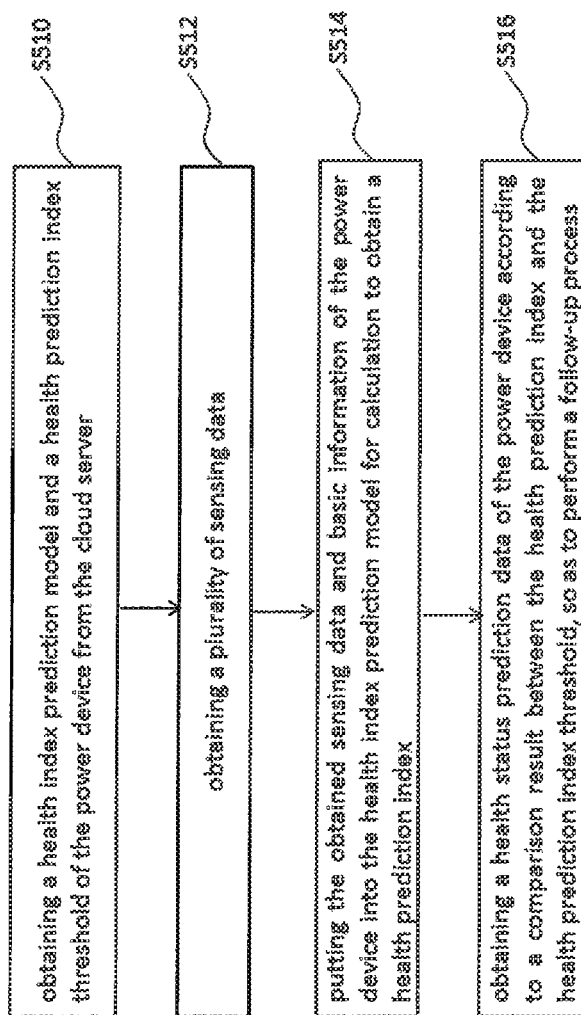 obtaining a health index prediction model and a health prediction index
threshold of the power device from the cloud server
S510
obtaining a plurality of sensing data
S512
putting the obtained sensing data and basic information of the power
device into the health index prediction model for calculation to obtain a
health prediction index
S514
obtaining a health status prediction data of the power device according
to a comparison result between the health prediction index and the
health prediction index threshold, so as to perform a follow-up process
S516